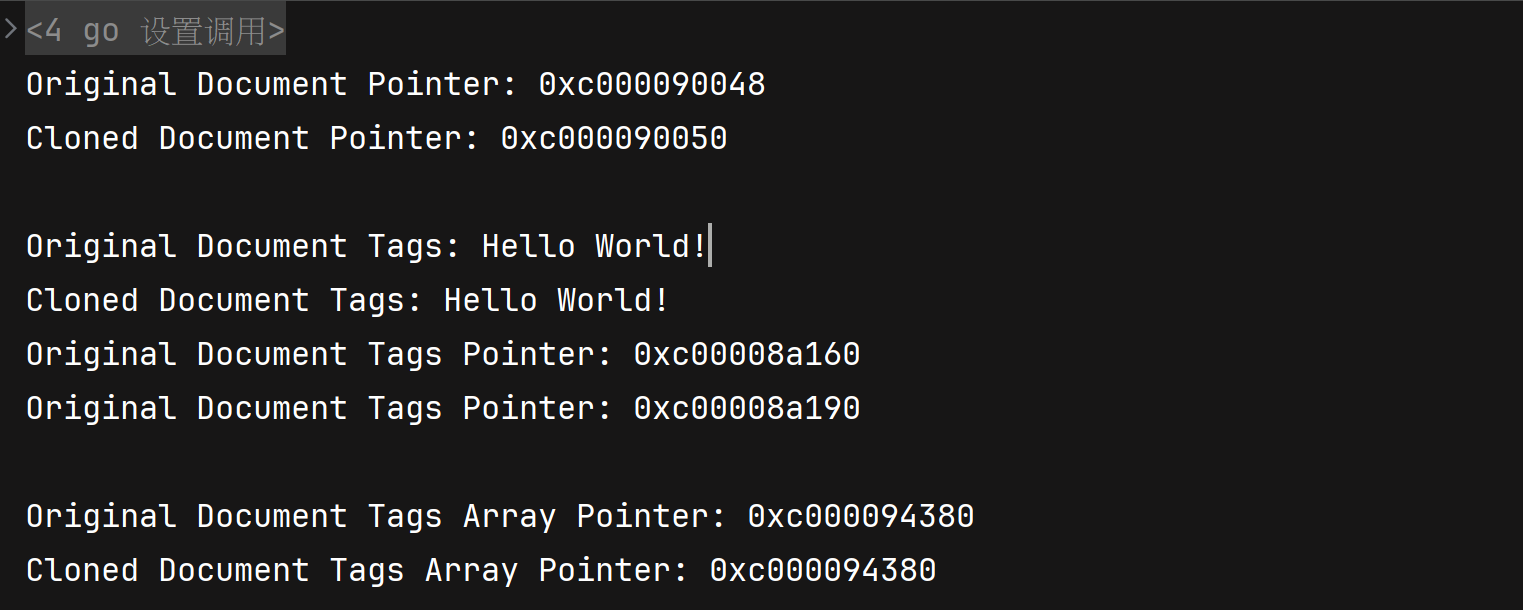 <4 go 设置调用>
Original Document Pointer: 0xc000090048
Cloned Document Pointer: 0xc000090050
Original Document Tags: Hello World!
Cloned Document Tags: Hello World!
Original Document Tags Pointer: 0xc00008a160
Original Document Tags Pointer: 0xc00008a190
Original Document Tags Array Pointer: 0xc000094380
Cloned Document Tags Array Pointer: 0xc000094380